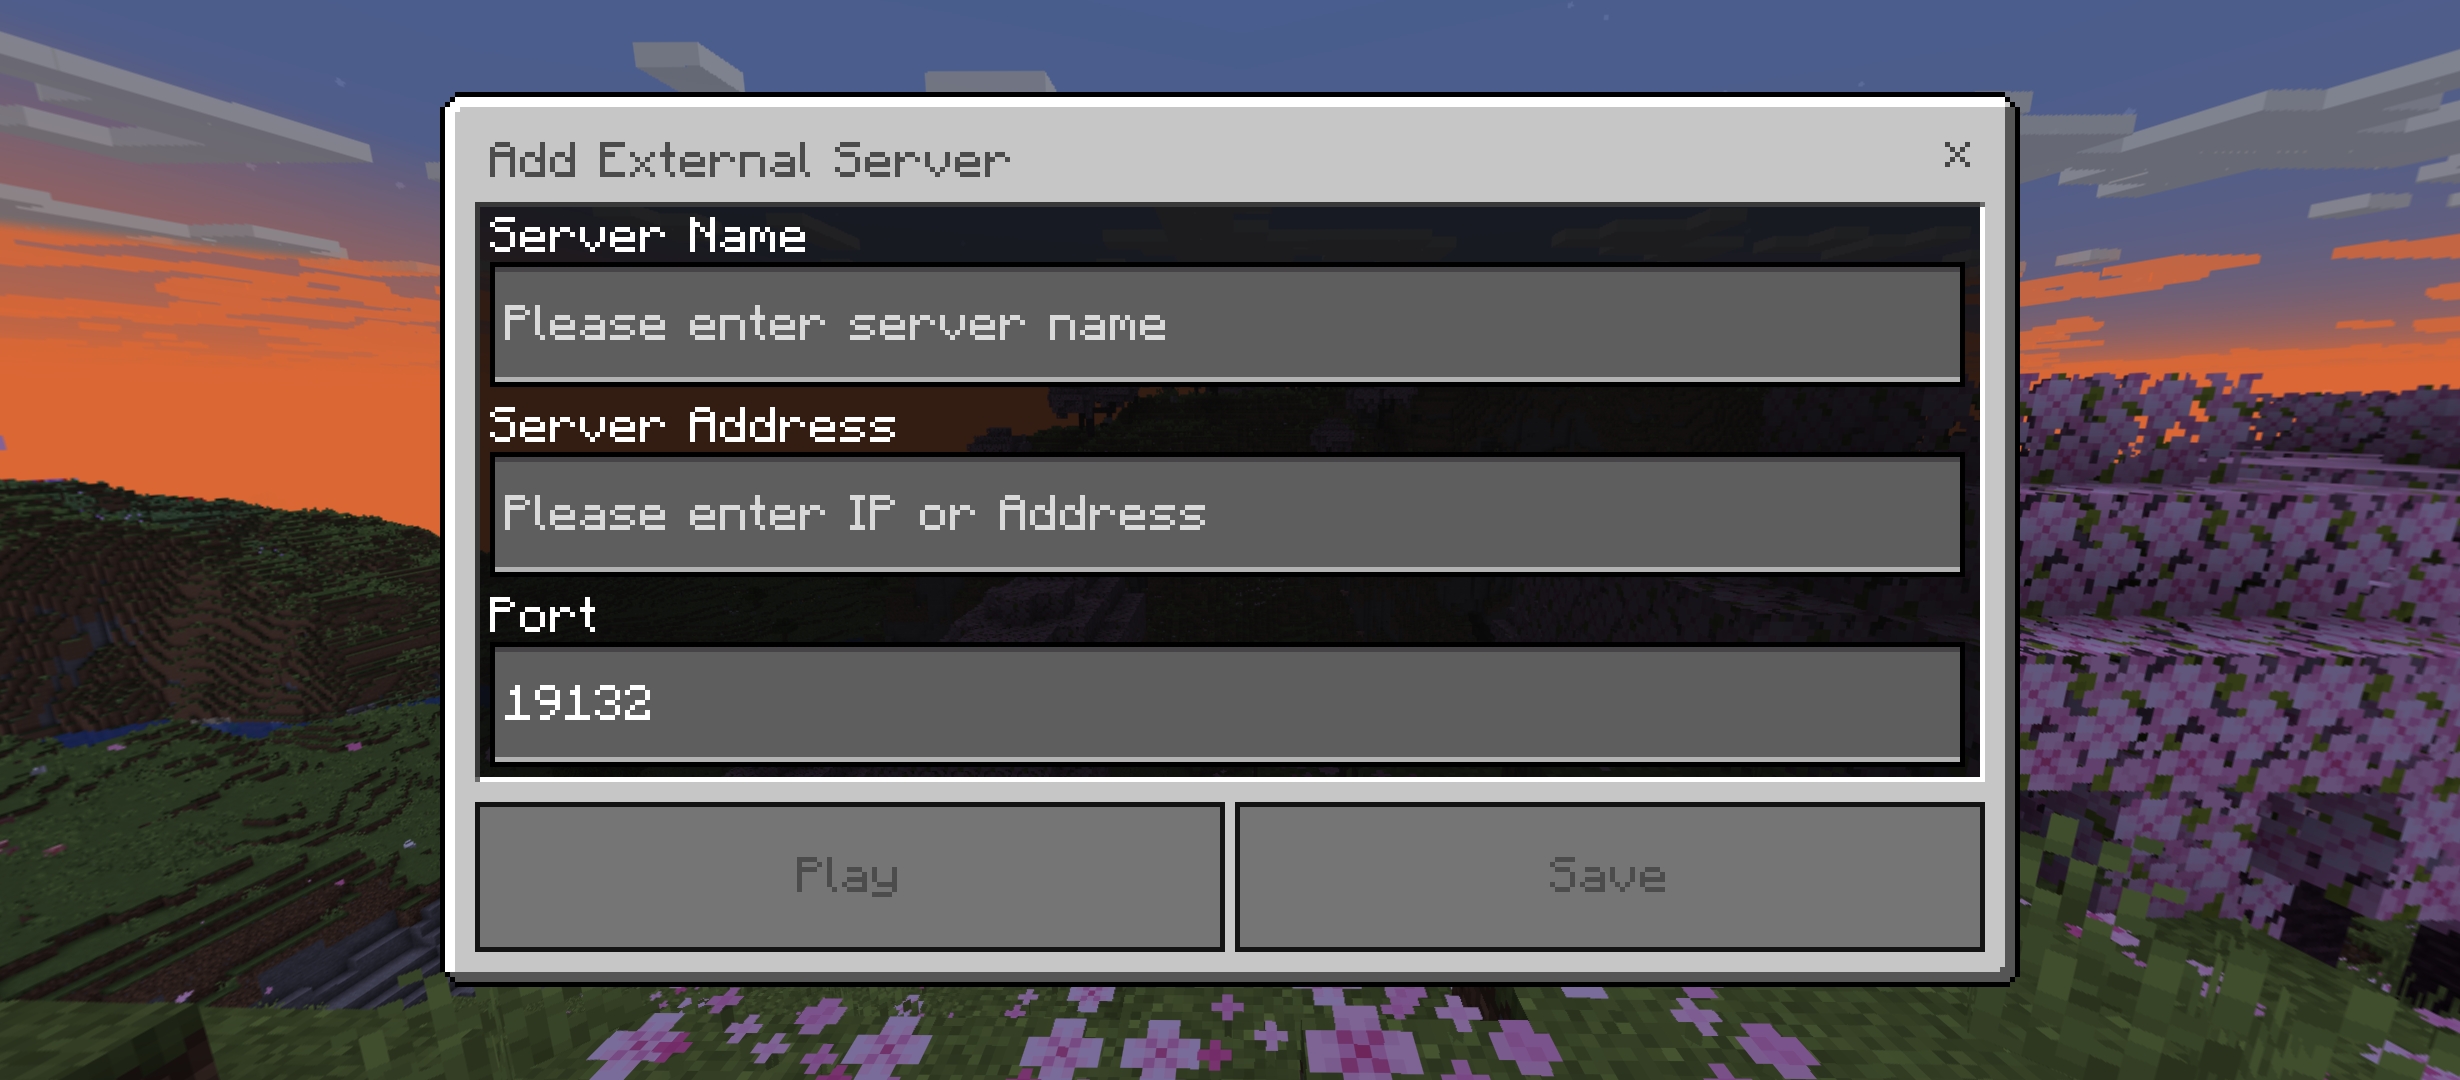 Add External Server
Server Name
Please enter server name
Server Address
Please enter IP or Address
Port
19132
Play
Save